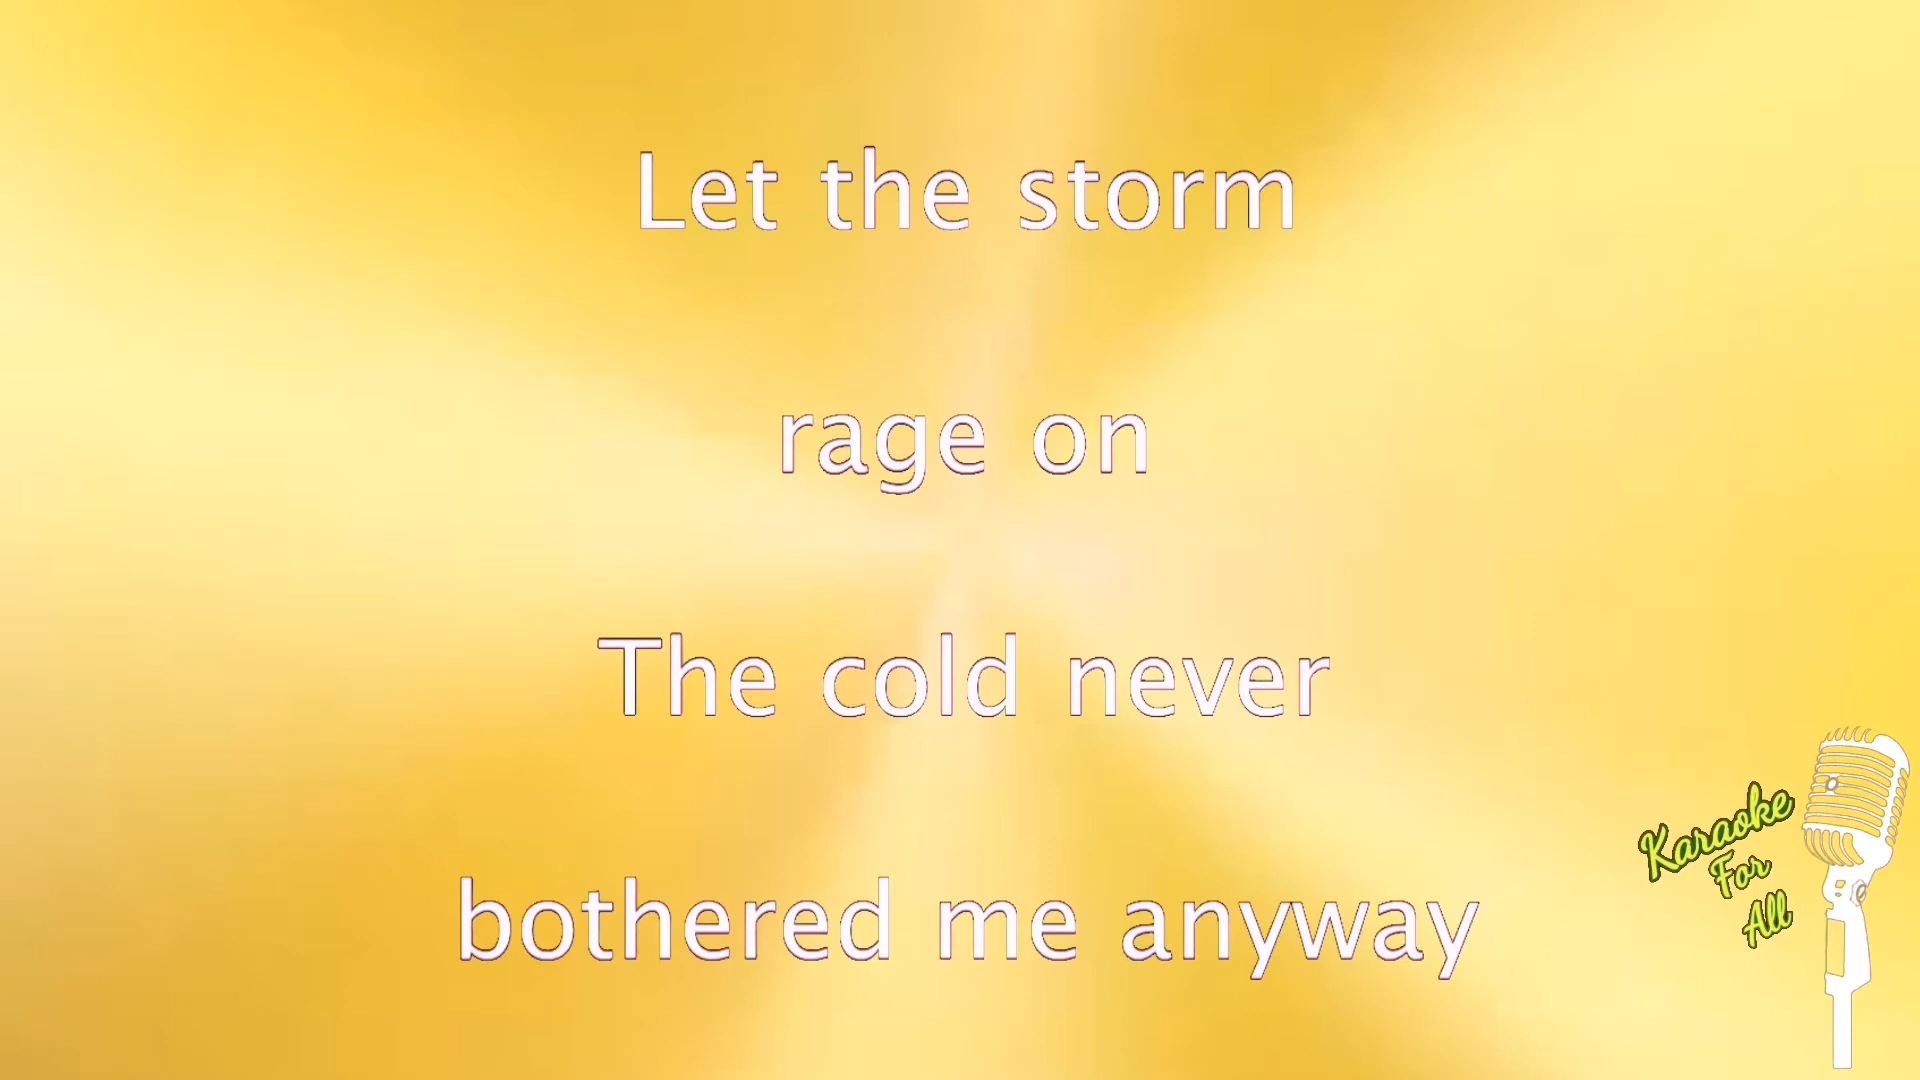 Let the storm
rage on
The cold never
bothered me anyway
Karaoke
For
All